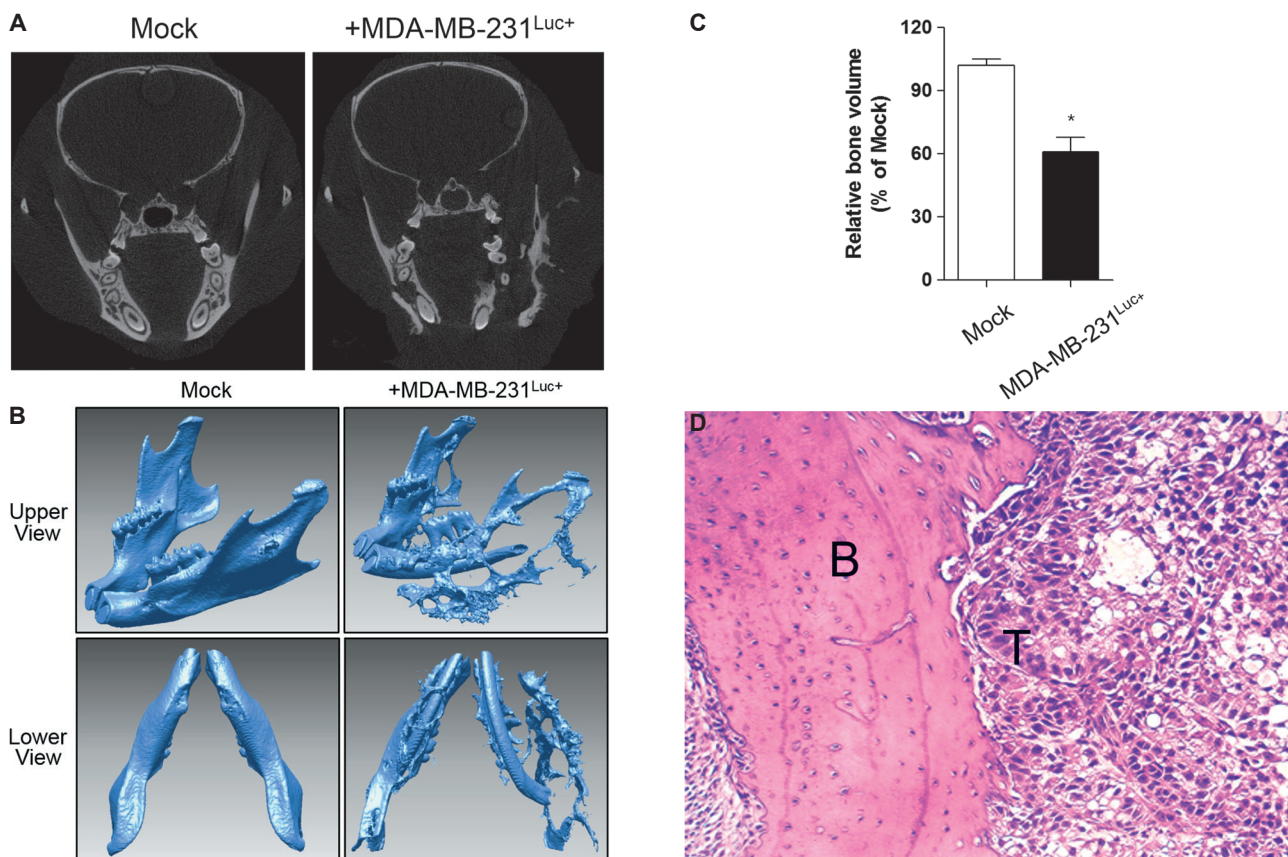 A
Mock
+MDA-MB-231Luc+
B
Mock
+MDA-MB-231Luc+
Upper
View
Lower
View
C
Relative bone volume
(% of Mock)
120
90
60
30
0
*
Mock
MDA-MB-231Luc+
D
B
T